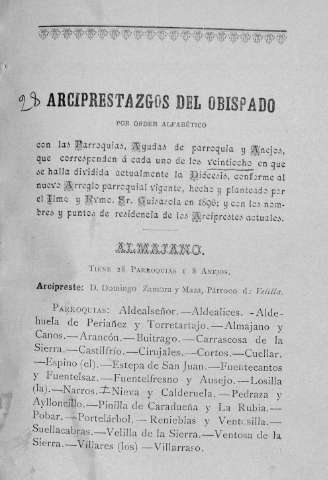 28 ARCIPRESTAZGOS DEL OBISPADO
POR ORDEN ALFABÉTICO
con las Parroquias, Ayudas de parroquia y Anejos,
que corresponden á cada uno de los veintiocho en que
se halla dividida actualmente la Diócesis, conforme al
nuevo Arreglo parroquial vigente, hecho y planteado por
el Ilmo y Rvmo. Sr. Guisasola en 1896; y con los nom-
bres y puntos de residencia de los Arciprestes actuales.
ALMAJANO.
TIENE 28 PARROQUIAS Y 8 ANEJOS.
Arcipreste: D. Domingo Zamora y Maza, Párroco de Velilla.
PARROQUIAS: Aldealseñor.—Aldealices.—Alde-
huela de Periañez y Torretartajo.—Almajano y
Canos.—Arancón.—Buitrago.—Carrascosa de la
Sierra.—Castilfrío.—Cirujales.—Cortos.—Cuellar.
—Espino (el).—Estepa de San Juan.—Fuentecantos
y Fuentelsaz.—Fuentelfresno y Ausejo.—Losilla
(la).—Narros.—Nieva y Calderuela.—Pedraza y
Aylloncillo.—Pinilla de Caradueña y La Rubia.—
Pobar.—Portelárbol.—Renieblas y Ventosilla.—
Suellacabras.—Velilla de la Sierra.—Ventosa de la
Sierra.—Villares (los)—Villarraso.